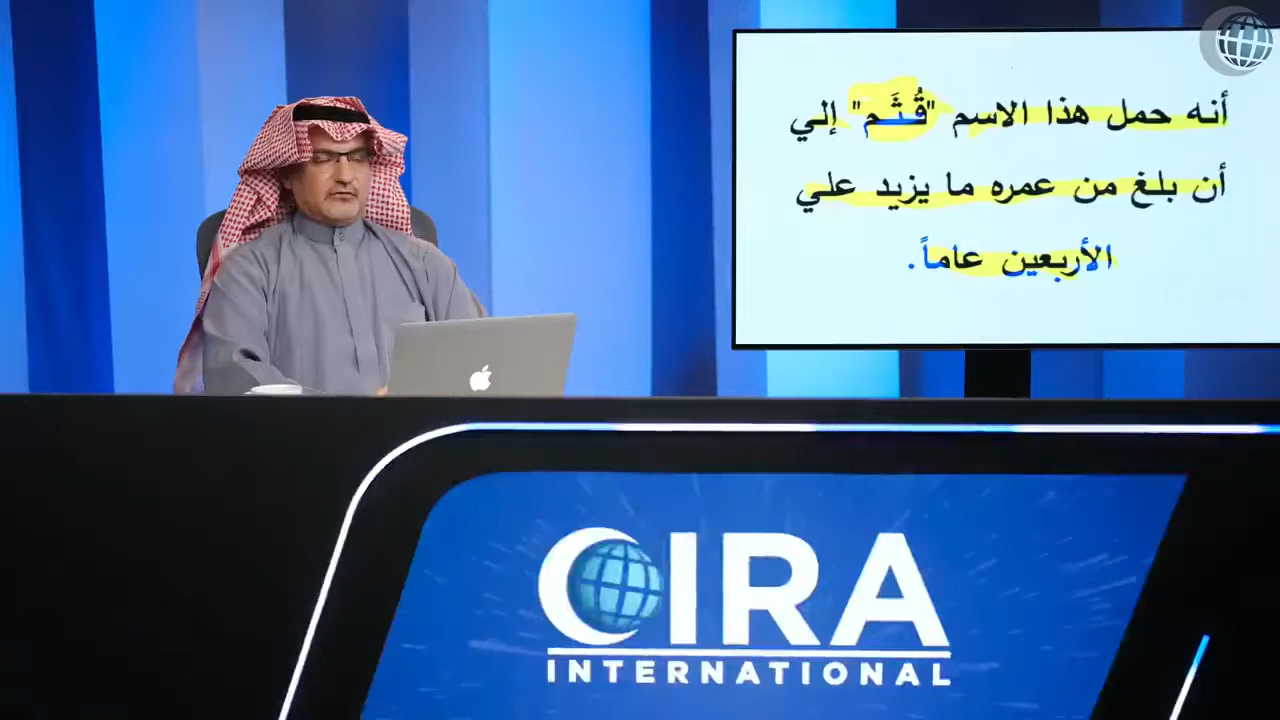 أنه حمل هذا الاسم "قُثَم" إلي
أن بلغ من عمره ما يزيد علي
الأربعين عاماً.
CIRA
INTERNATIONAL